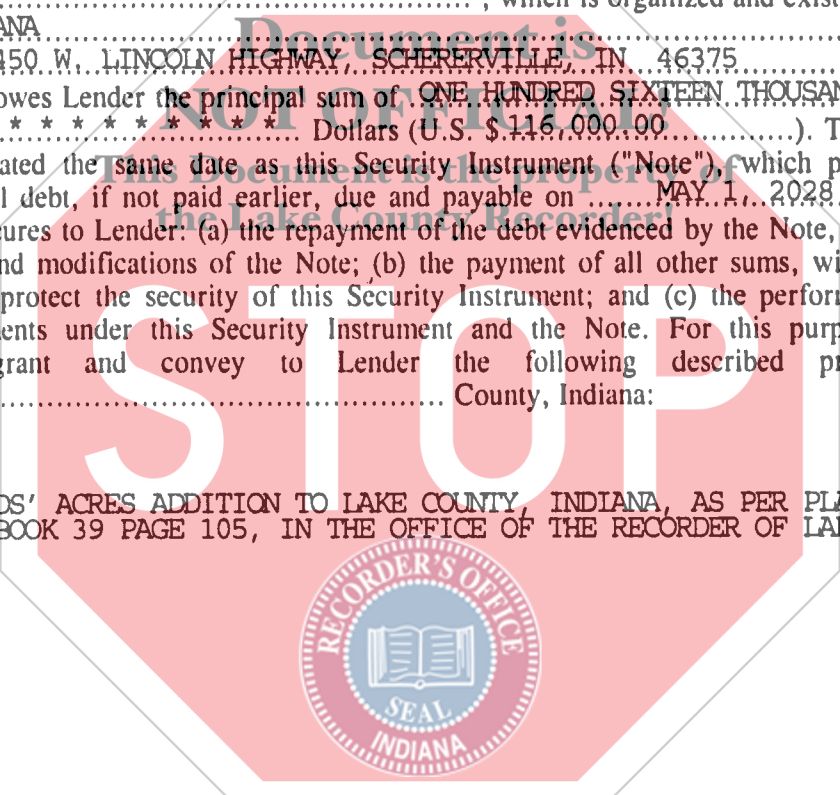 , which is organized and exist
ANA
450 W. LINCOLN HIGHWAY, SCHERERVILLE, IN 46375
owes Lender the principal sum of ONE HUNDRED SIXTEEN THOUSAN
* * * * * * * * * * Dollars (U.S. $ 116,000.00 ). T
ated the same date as this Security Instrument ("Note"), which p
l debt, if not paid earlier, due and payable on MAY 1, 2028.
ures to Lender: (a) the repayment of the debt evidenced by the Note,
nd modifications of the Note; (b) the payment of all other sums, wi
protect the security of this Security Instrument; and (c) the perfor
ents under this Security Instrument and the Note. For this purp
grant and convey to Lender the following described pr
County, Indiana:
DS' ACRES ADDITION TO LAKE COUNTY, INDIANA, AS PER PLA
BOOK 39 PAGE 105, IN THE OFFICE OF THE RECORDER OF LA
Document is
NOT OFFICIAL!
This Document is the property of
the Lake County Recorder!
STOP
RECORDER'S OFFICE
SEAL
INDIANA